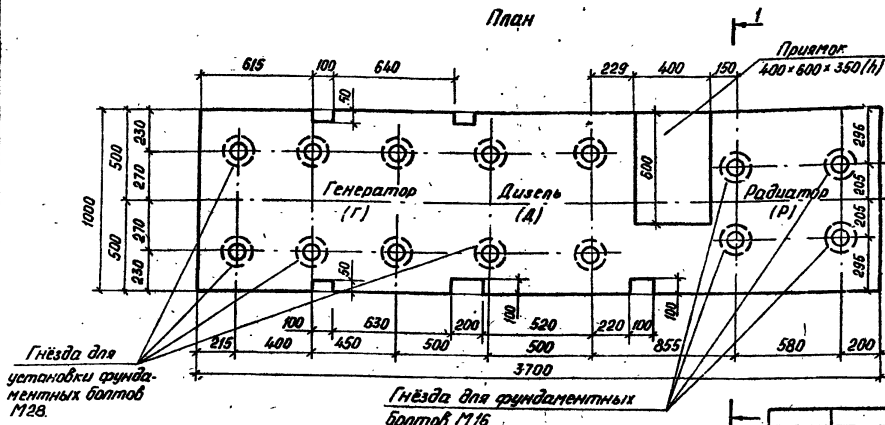 План
1
Приямок
400×600×350(h)
615 100 640 229 400 150
50
1000
500 500
230 270 270 230
600
296 205 205 296
Генератор
(Г)
Дизель
(Д)
Радиатор
(Р)
50
100 630 200 520 220 100
100 100
215 400 450 500 500 855 580 200
3700
Гнёзда для
установки фунда-
ментных болтов
М28.
Гнёзда для фундаментных
болтов М16